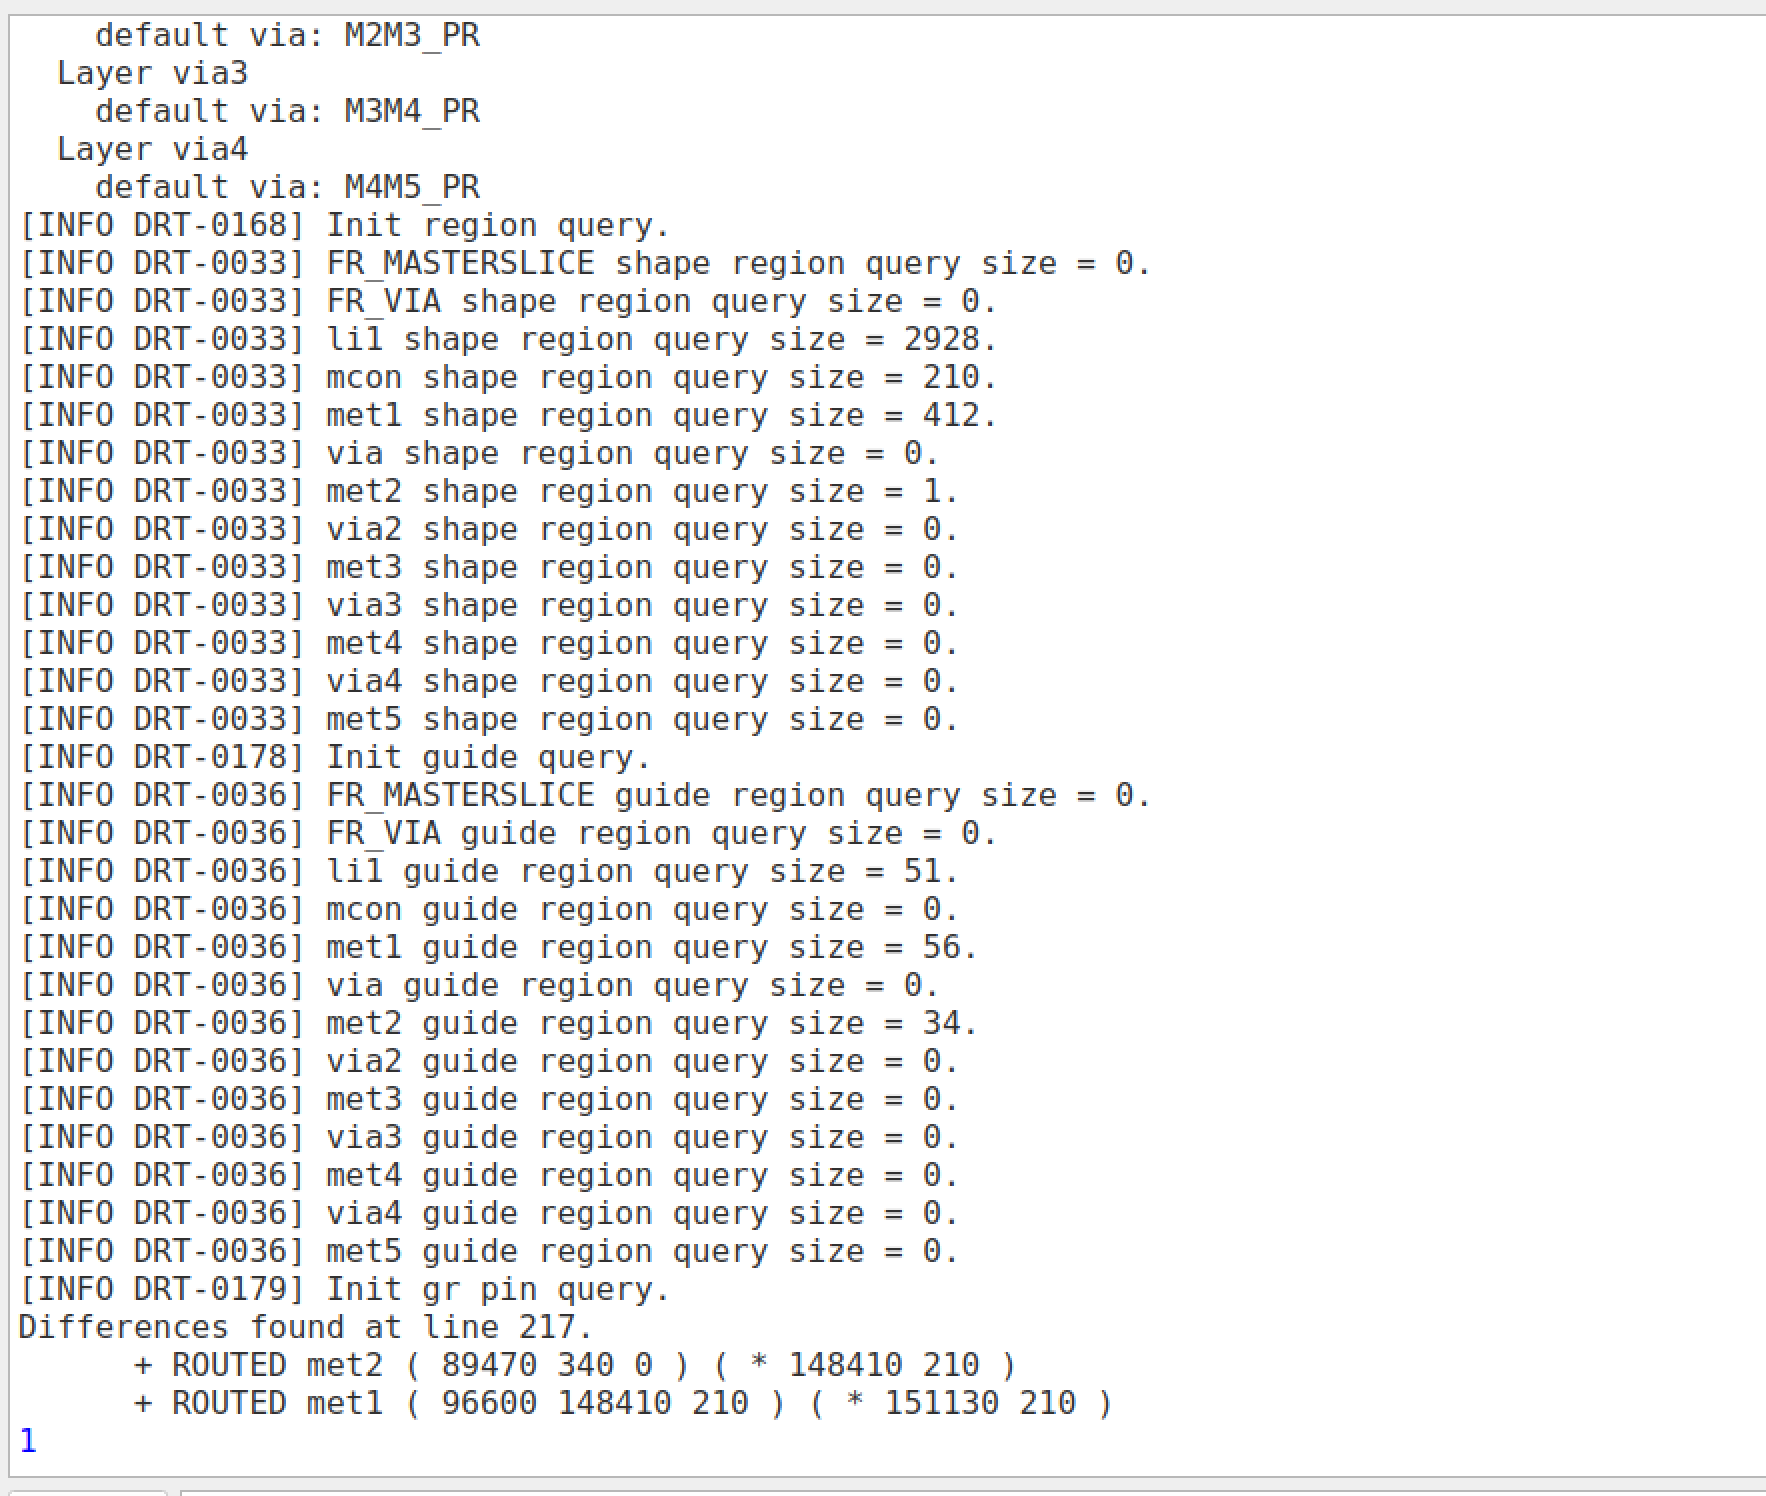 default via: M2M3_PR
Layer via3
default via: M3M4_PR
Layer via4
default via: M4M5_PR
[INFO DRT-0168] Init region query.
[INFO DRT-0033] FR_MASTERSLICE shape region query size = 0.
[INFO DRT-0033] FR_VIA shape region query size = 0.
[INFO DRT-0033] li1 shape region query size = 2928.
[INFO DRT-0033] mcon shape region query size = 210.
[INFO DRT-0033] met1 shape region query size = 412.
[INFO DRT-0033] via shape region query size = 0.
[INFO DRT-0033] met2 shape region query size = 1.
[INFO DRT-0033] via2 shape region query size = 0.
[INFO DRT-0033] met3 shape region query size = 0.
[INFO DRT-0033] via3 shape region query size = 0.
[INFO DRT-0033] met4 shape region query size = 0.
[INFO DRT-0033] via4 shape region query size = 0.
[INFO DRT-0033] met5 shape region query size = 0.
[INFO DRT-0178] Init guide query.
[INFO DRT-0036] FR_MASTERSLICE guide region query size = 0.
[INFO DRT-0036] FR_VIA guide region query size = 0.
[INFO DRT-0036] li1 guide region query size = 51.
[INFO DRT-0036] mcon guide region query size = 0.
[INFO DRT-0036] met1 guide region query size = 56.
[INFO DRT-0036] via guide region query size = 0.
[INFO DRT-0036] met2 guide region query size = 34.
[INFO DRT-0036] via2 guide region query size = 0.
[INFO DRT-0036] met3 guide region query size = 0.
[INFO DRT-0036] via3 guide region query size = 0.
[INFO DRT-0036] met4 guide region query size = 0.
[INFO DRT-0036] via4 guide region query size = 0.
[INFO DRT-0036] met5 guide region query size = 0.
[INFO DRT-0179] Init gr pin query.
Differences found at line 217.
+ ROUTED met2 ( 89470 340 0 ) ( * 148410 210 )
+ ROUTED met1 ( 96600 148410 210 ) ( * 151130 210 )
1